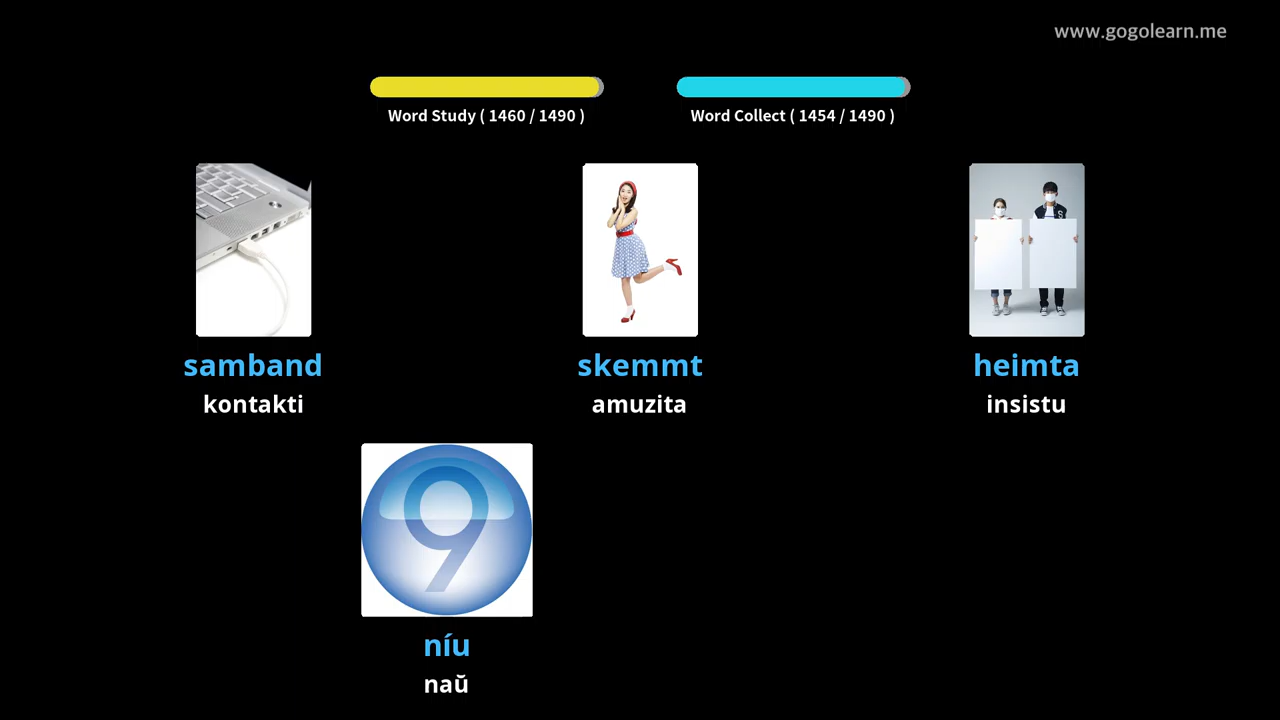 www.gogolearn.me
Word Study ( 1460 / 1490 )
Word Collect ( 1454 / 1490 )
samband
kontakti
skemmt
amuzita
heimta
insistu
9
níu
naŭ